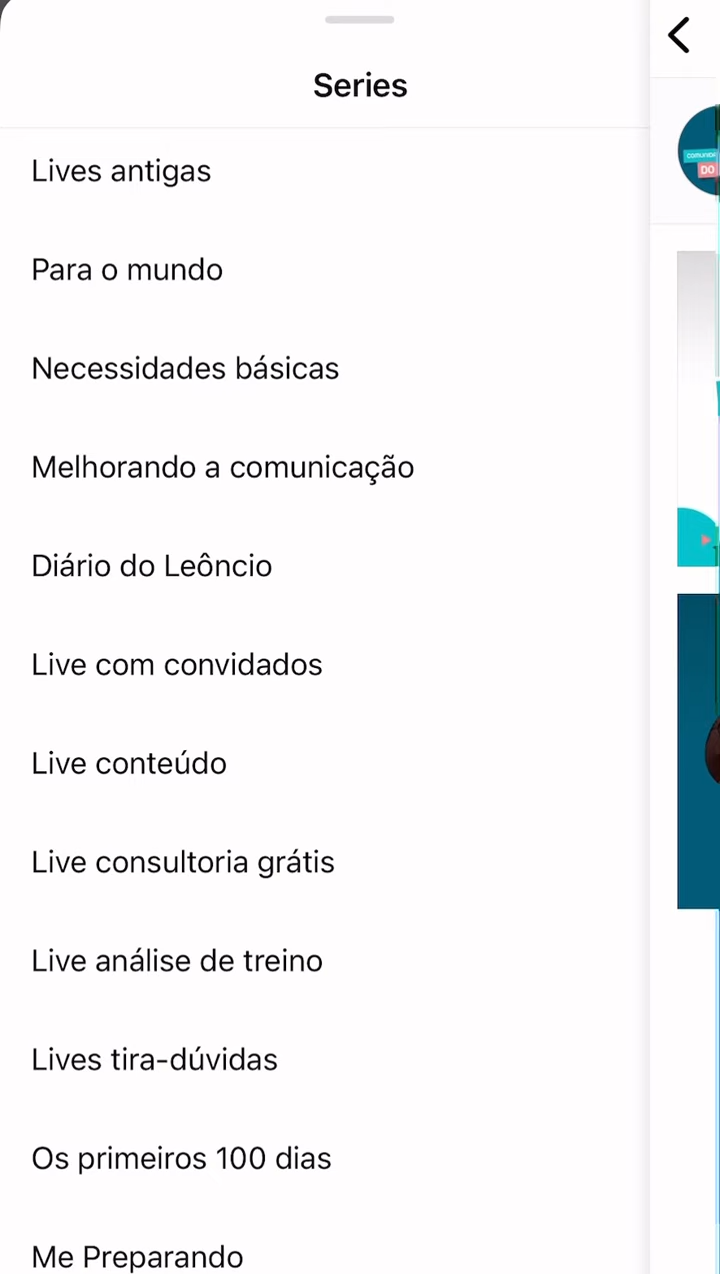 Series
Lives antigas
Para o mundo
Necessidades básicas
Melhorando a comunicação
Diário do Leôncio
Live com convidados
Live conteúdo
Live consultoria grátis
Live análise de treino
Lives tira-dúvidas
Os primeiros 100 dias
Me Preparando
DO